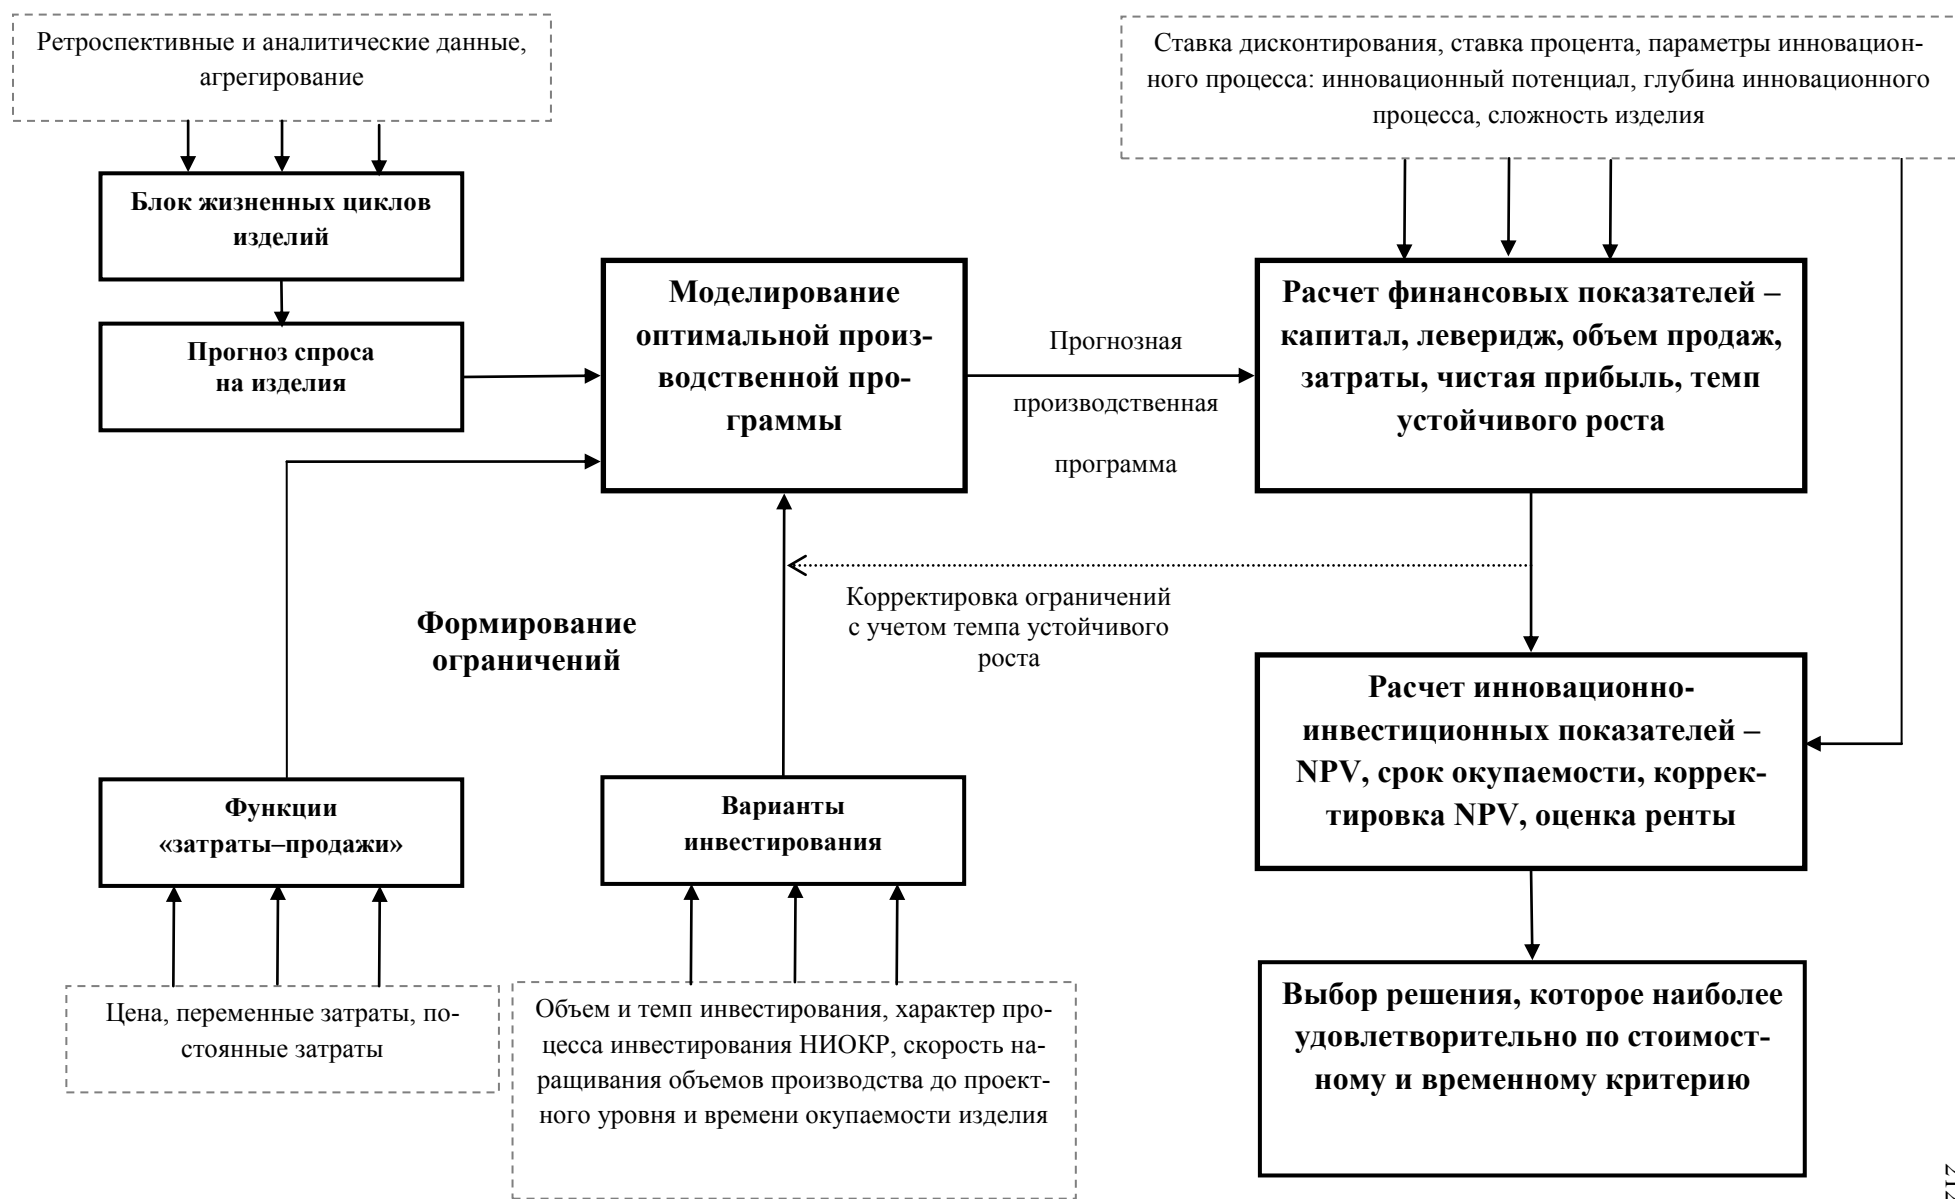 Ретроспективные и аналитические данные,
агрегирование
Ставка дисконтирования, ставка процента, параметры инновацион-
ного процесса: инновационный потенциал, глубина инновационного
процесса, сложность изделия
Блок жизненных циклов
изделий
Прогноз спроса
на изделия
Моделирование
оптимальной произ-
водственной про-
граммы
Прогнозная
производственная
программа
Расчет финансовых показателей –
капитал, леверидж, объем продаж,
затраты, чистая прибыль, темп
устойчивого роста
Формирование
ограничений
Корректировка ограничений
с учетом темпа устойчивого
роста
Расчет инновационно-
инвестиционных показателей –
NPV, срок окупаемости, коррек-
тировка NPV, оценка ренты
Функции
«затраты–продажи»
Варианты
инвестирования
Цена, переменные затраты, по-
стоянные затраты
Объем и темп инвестирования, характер про-
цесса инвестирования НИОКР, скорость на-
ращивания объемов производства до проект-
ного уровня и времени окупаемости изделия
Выбор решения, которое наиболее
удовлетворительно по стоимост-
ному и временному критерию